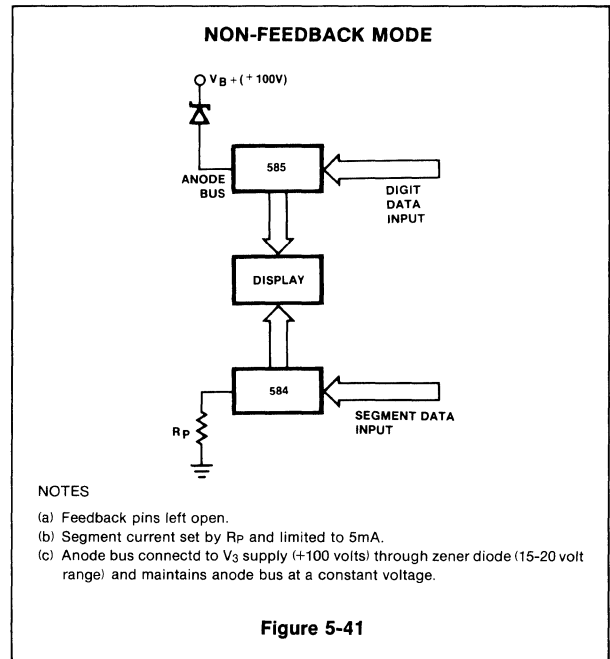 NON-FEEDBACK MODE
VB + (+ 100V)
585
ANODE
BUS
DIGIT
DATA
INPUT
DISPLAY
584
SEGMENT DATA
INPUT
RP
NOTES
(a) Feedback pins left open.
(b) Segment current set by RP and limited to 5mA.
(c) Anode bus connectd to V3 supply (+100 volts) through zener diode (15-20 volt
range) and maintains anode bus at a constant voltage.
Figure 5-41